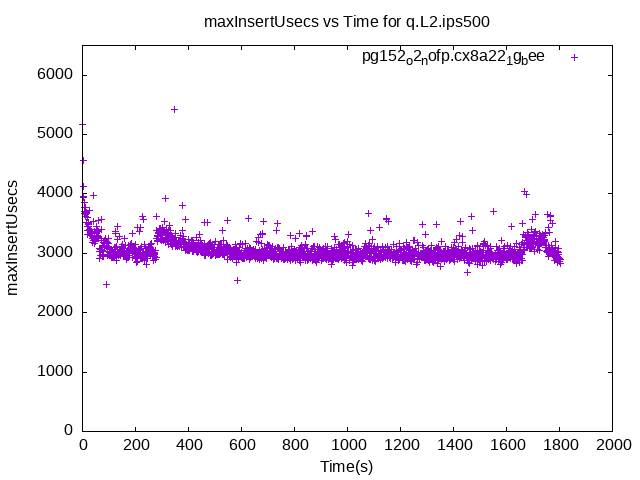 maxInsertUsecs vs Time for q.L2.ips500
pg152_o2_nofp.cx8a22_1g_bee
6000
5000
4000
3000
2000
1000
0
maxInsertUsecs
0 200 400 600 800 1000 1200 1400 1600 1800 2000
Time(s)